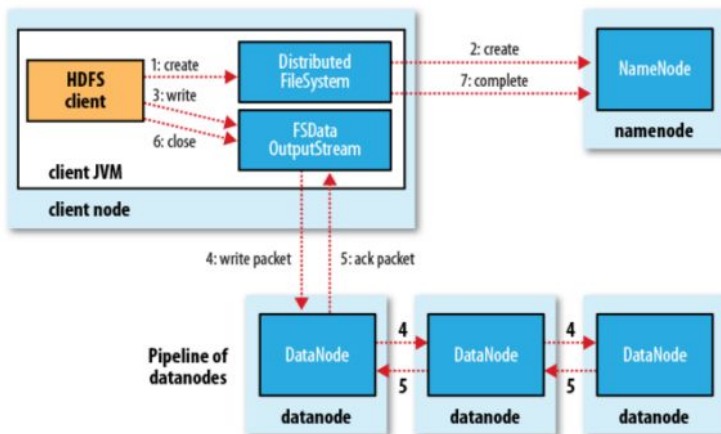 HDFS
client
1: create
3: write
6: close
Distributed
FileSystem
FSData
OutputStream
client JVM
client node
2: create
7: complete
NameNode
namenode
4: write packet
5: ack packet
Pipeline of
datanodes
DataNode
datanode
4
5
DataNode
datanode
4
5
DataNode
datanode